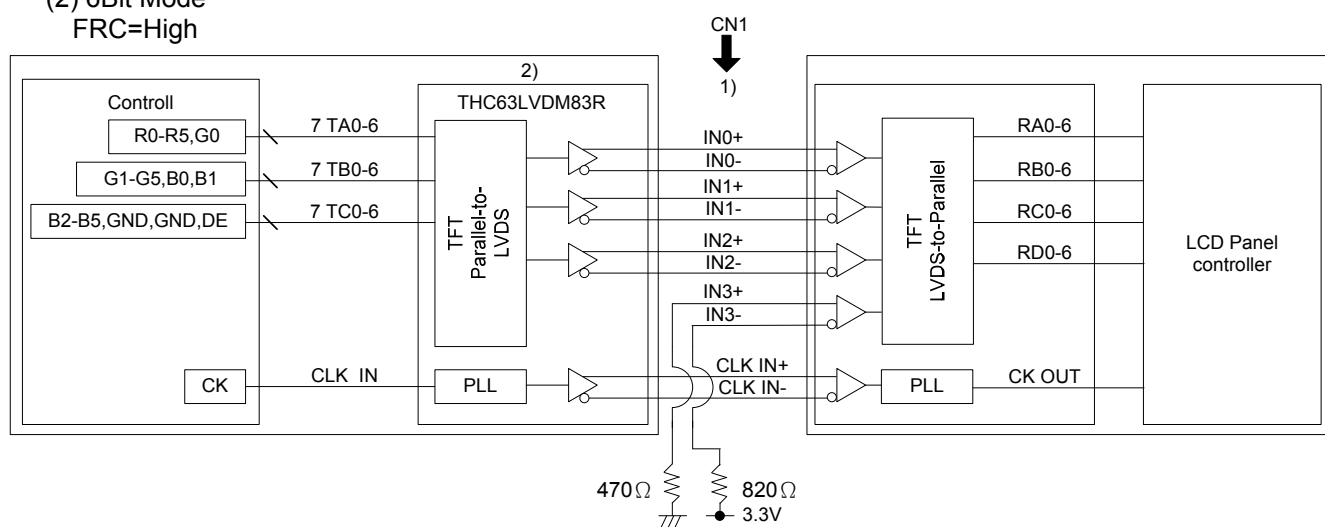 (2) 6Bit Mode
FRC=High
CN1
1)
2)
Controll
THC63LVDM83R
R0-R5,G0
7 TA0-6
G1-G5,B0,B1
7 TB0-6
B2-B5,GND,GND,DE
7 TC0-6
TFT
Parallel-to-
LVDS
IN0+
IN0-
IN1+
IN1-
IN2+
IN2-
IN3+
IN3-
TFT
LVDS-to-Parallel
RA0-6
RB0-6
RC0-6
RD0-6
LCD Panel
controller
CK
CLK IN
PLL
CLK IN+
CLK IN-
PLL
CK OUT
470Ω
820Ω
3.3V